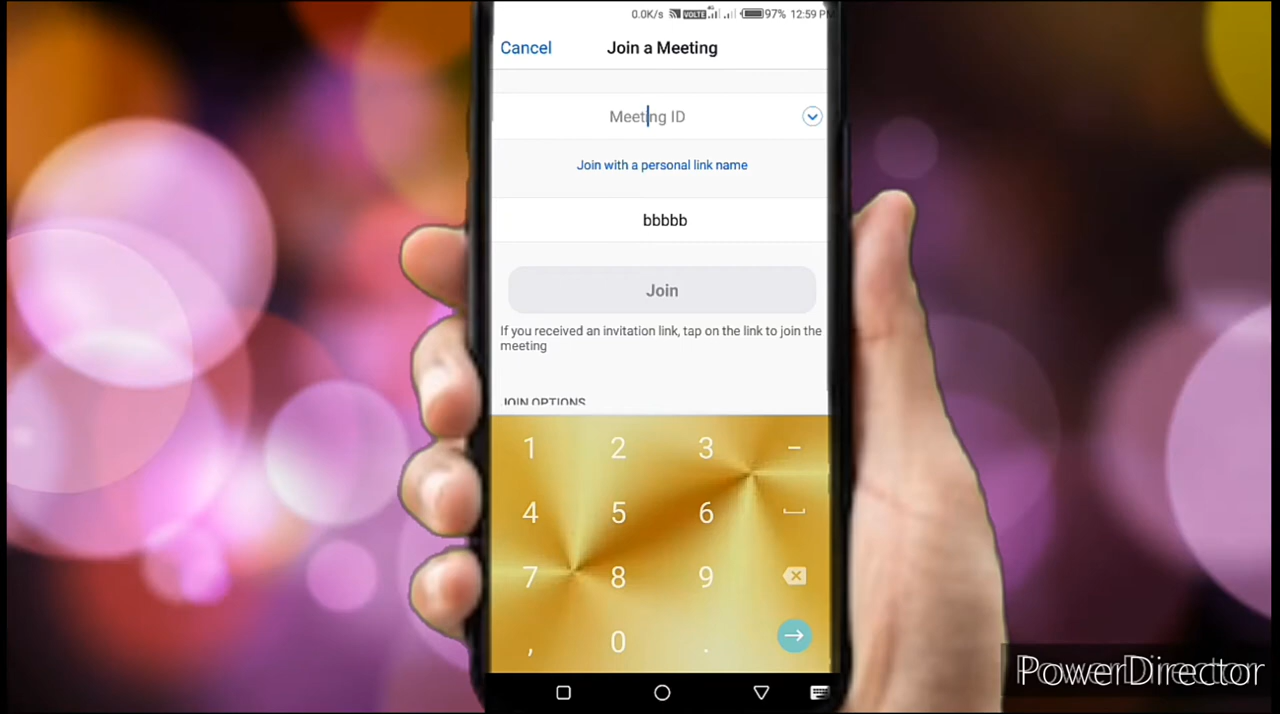 0.0K/s VOLTE 4G 97% 12:59 PM
Cancel Join a Meeting
Meeting ID
Join with a personal link name
bbbbb
Join
If you received an invitation link, tap on the link to join the
meeting
JOIN OPTIONS
1 2 3 –
4 5 6
7 8 9
, 0 .
PowerDirector